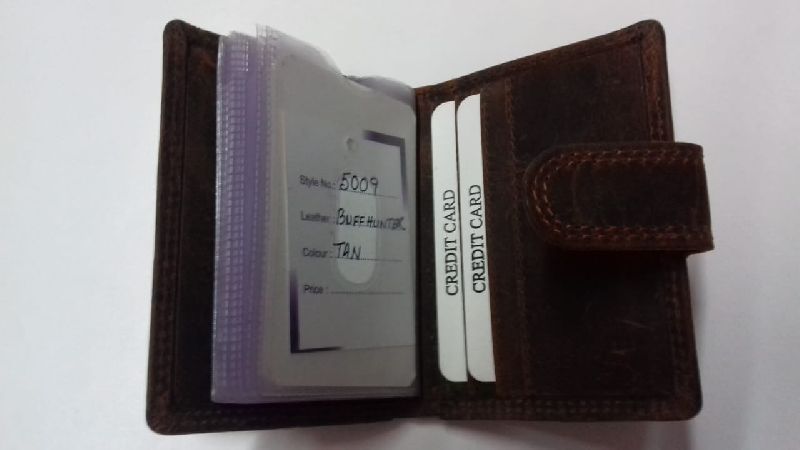 Style No.: 5009
Leather: BUFF HUNTER
Colour: TAN
Price:
CREDIT CARD
CREDIT CARD